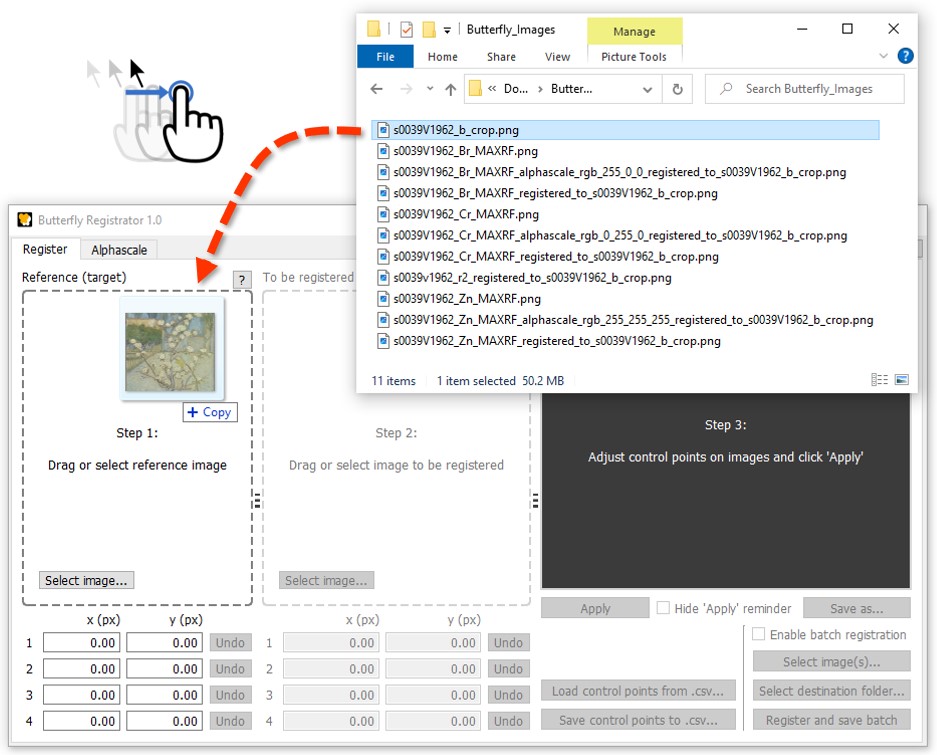 Butterfly_Images
Manage
File Home Share View Picture Tools
?
« Do... › Butter...
Search Butterfly_Images
s0039V1962_b_crop.png
s0039V1962_Br_MAXRF.png
s0039V1962_Br_MAXRF_alphascale_rgb_255_0_0_registered_to_s0039V1962_b_crop.png
s0039V1962_Br_MAXRF_registered_to_s0039V1962_b_crop.png
s0039V1962_Cr_MAXRF.png
s0039V1962_Cr_MAXRF_alphascale_rgb_0_255_0_registered_to_s0039V1962_b_crop.png
s0039V1962_Cr_MAXRF_registered_to_s0039V1962_b_crop.png
s0039V1962_r2_registered_to_s0039V1962_b_crop.png
s0039V1962_Zn_MAXRF.png
s0039V1962_Zn_MAXRF_alphascale_rgb_255_255_255_registered_to_s0039V1962_b_crop.png
s0039V1962_Zn_MAXRF_registered_to_s0039V1962_b_crop.png
11 items 1 item selected 50.2 MB
Butterfly Registrator 1.0
Register Alphascale
Reference (target) ? To be registered
+ Copy
Step 1:
Drag or select reference image
Select image...
Step 2:
Drag or select image to be registered
Select image...
Step 3:
Adjust control points on images and click 'Apply'
Apply Hide 'Apply' reminder Save as...
x (px) y (px)
1 0.00 0.00 Undo
2 0.00 0.00 Undo
3 0.00 0.00 Undo
4 0.00 0.00 Undo
x (px) y (px)
1 0.00 0.00 Undo
2 0.00 0.00 Undo
3 0.00 0.00 Undo
4 0.00 0.00 Undo
Load control points from .csv...
Save control points to .csv...
Enable batch registration
Select image(s)...
Select destination folder...
Register and save batch